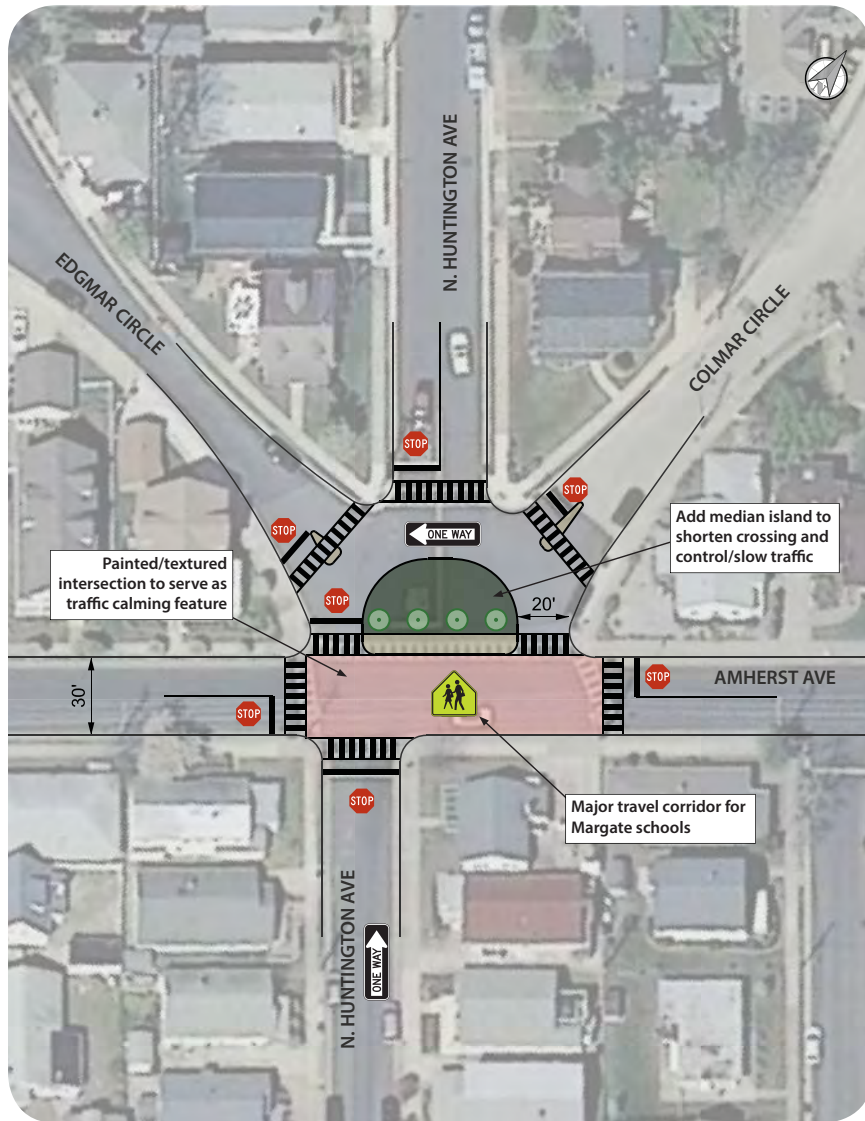 N
N. HUNTINGTON AVE
EDGMAR CIRCLE
COLMAR CIRCLE
STOP
STOP
STOP
ONE WAY
Add median island to
shorten crossing and
control/slow traffic
Painted/textured
intersection to serve as
traffic calming feature
STOP
20'
30'
STOP
AMHERST AVE
STOP
STOP
Major travel corridor for
Margate schools
N. HUNTINGTON AVE
ONE WAY